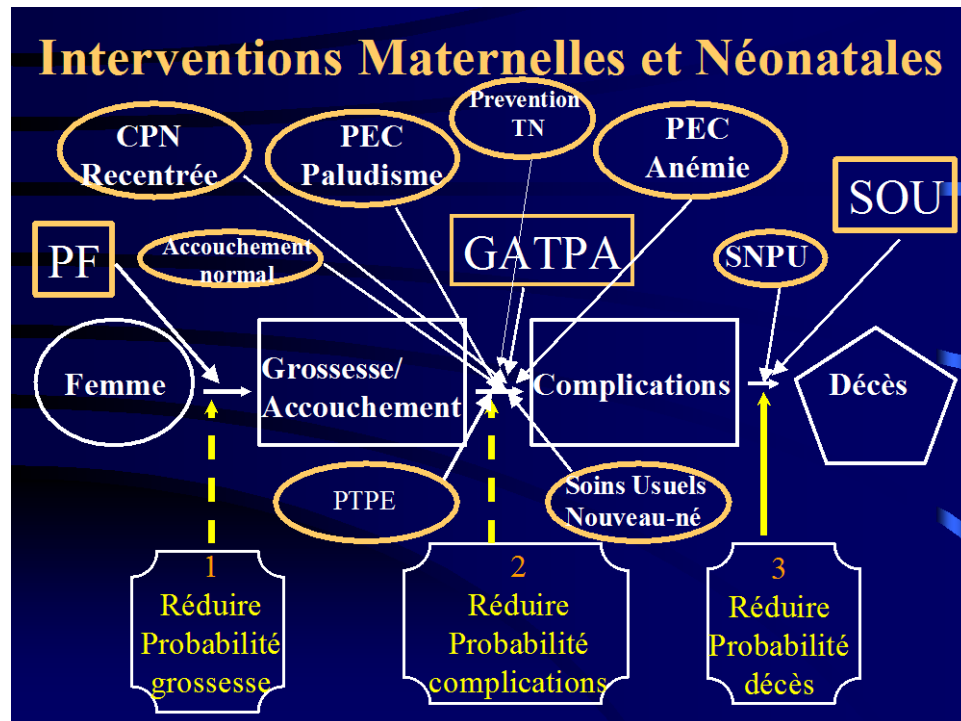 Interventions Maternelles et Néonatales
CPN
Recentrée
PEC
Paludisme
Prevention
TN
PEC
Anémie
SOU
PF
Accouchement
normal
GATPA
SNPU
Femme
Grossesse/
Accouchement
Complications
Décès
PTPE
Soins Usuels
Nouveau-né
1
Réduire
Probabilité
grossesse
2
Réduire
Probabilité
complications
3
Réduire
Probabilité
décès